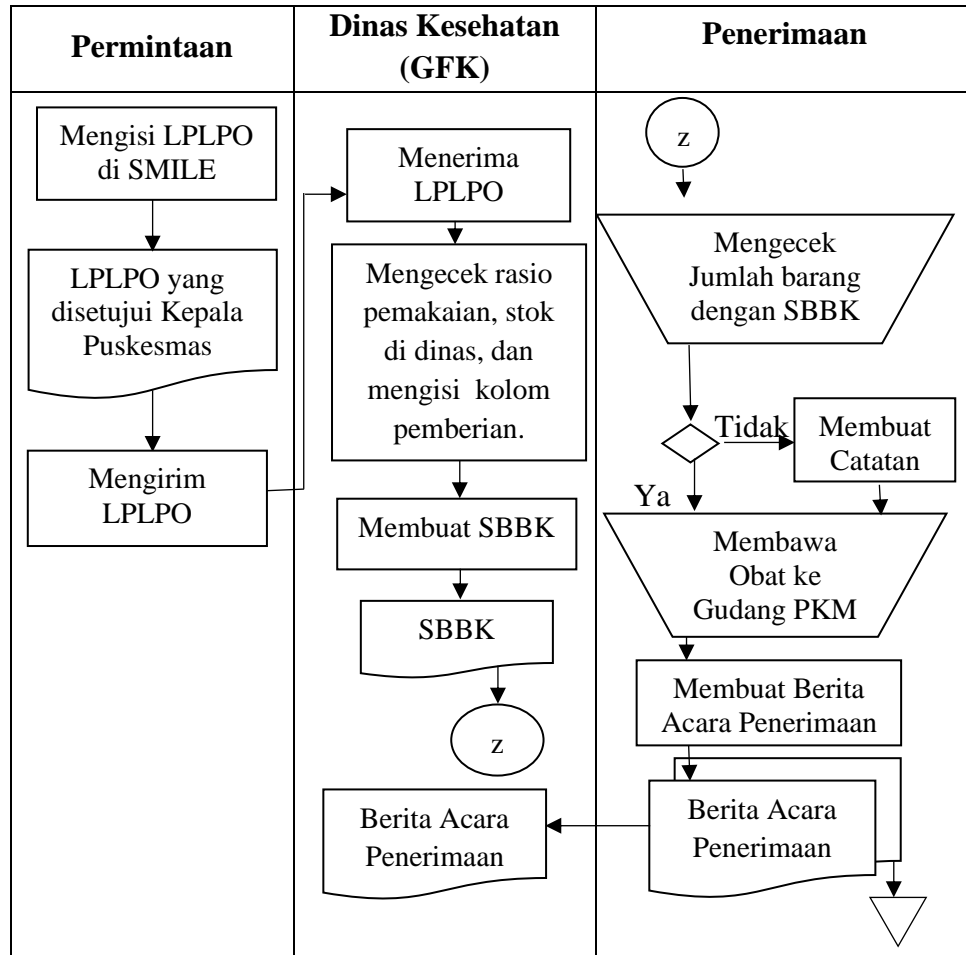 Permintaan
Dinas Kesehatan
(GFK)
Penerimaan
Mengisi LPLPO
di SMILE
LPLPO yang
disetujui Kepala
Puskesmas
Mengirim
LPLPO
Menerima
LPLPO
Mengecek rasio
pemakaian, stok
di dinas, dan
mengisi kolom
pemberian.
Membuat SBBK
SBBK
z
Berita Acara
Penerimaan
z
Mengecek
Jumlah barang
dengan SBBK
Tidak
Membuat
Catatan
Ya
Membawa
Obat ke
Gudang PKM
Membuat Berita
Acara Penerimaan
Berita Acara
Penerimaan